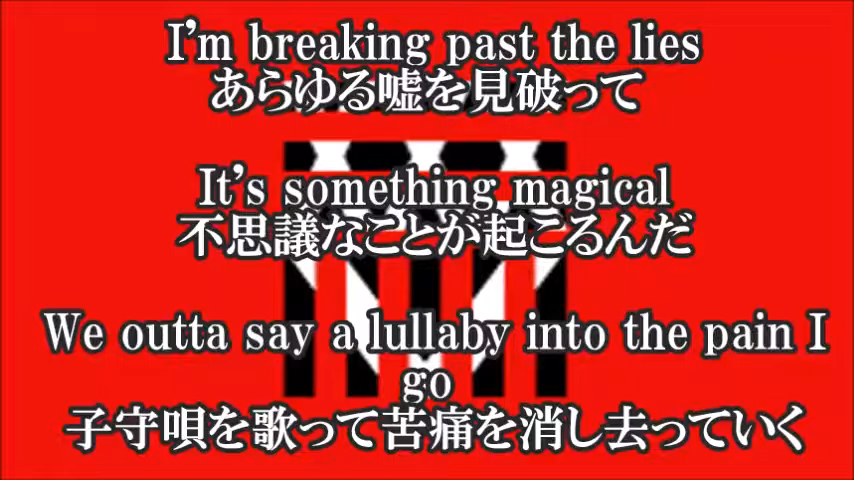 I'm breaking past the lies
あらゆる嘘を見破って
It's something magical
不思議なことが起こるんだ
We outta say a lullaby into the pain I
go
子守唄を歌って苦痛を消し去っていく